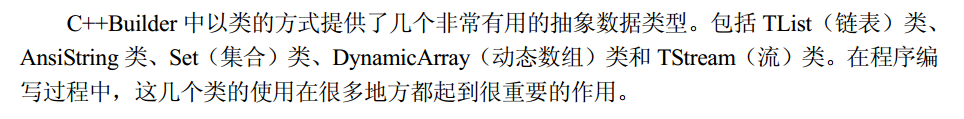 C++Builder 中以类的方式提供了几个非常有用的抽象数据类型。包括 TList（链表）类、
AnsiString 类、Set（集合）类、DynamicArray（动态数组）类和 TStream（流）类。在程序编
写过程中，这几个类的使用在很多地方都起到很重要的作用。